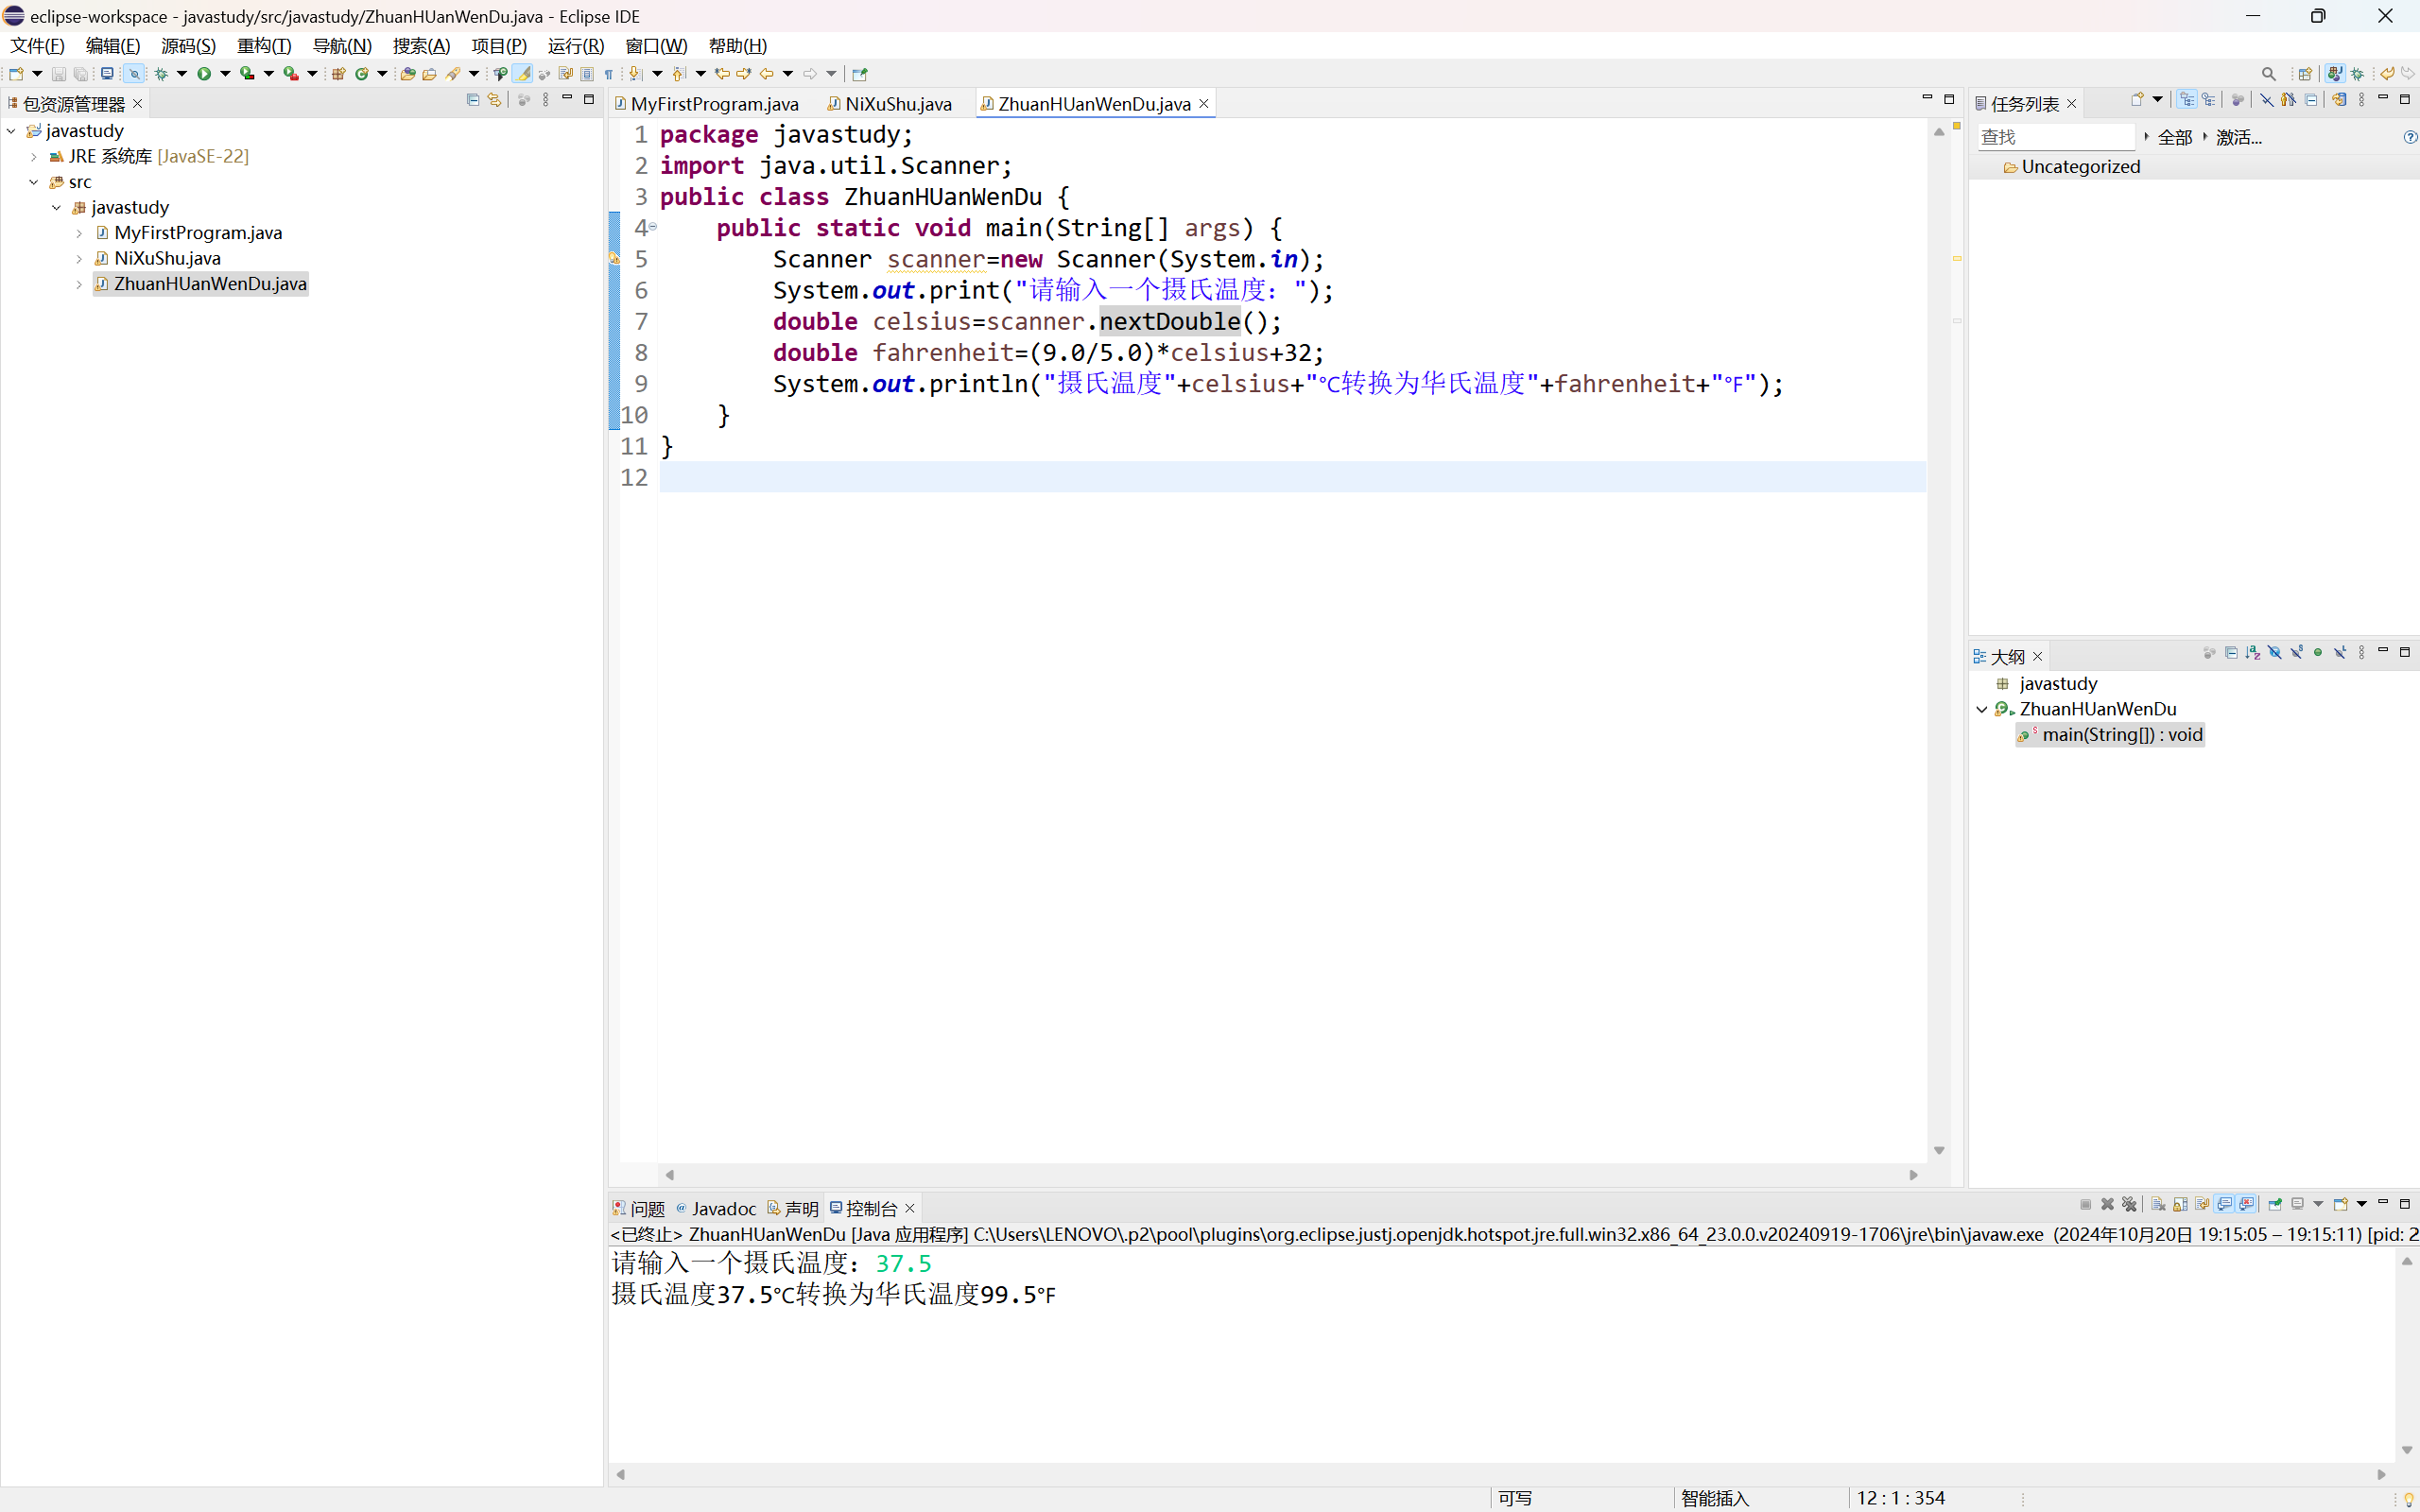 eclipse-workspace - javastudy/src/javastudy/ZhuanHUanWenDu.java - Eclipse IDE
文件(F) 编辑(E) 源码(S) 重构(T) 导航(N) 搜索(A) 项目(P) 运行(R) 窗口(W) 帮助(H)
包资源管理器
javastudy
JRE 系统库 [JavaSE-22]
src
javastudy
MyFirstProgram.java
NiXuShu.java
ZhuanHUanWenDu.java
MyFirstProgram.java NiXuShu.java ZhuanHUanWenDu.java
1 package javastudy;
2 import java.util.Scanner;
3 public class ZhuanHUanWenDu {
4 public static void main(String[] args) {
5 Scanner scanner=new Scanner(System.in);
6 System.out.print("请输入一个摄氏温度：");
7 double celsius=scanner.nextDouble();
8 double fahrenheit=(9.0/5.0)*celsius+32;
9 System.out.println("摄氏温度"+celsius+"℃转换为华氏温度"+fahrenheit+"℉");
10 }
11 }
12
任务列表
查找 全部 激活...
Uncategorized
大纲
javastudy
ZhuanHUanWenDu
main(String[]) : void
问题 Javadoc 声明 控制台
<已终止> ZhuanHUanWenDu [Java 应用程序] C:\Users\LENOVO\.p2\pool\plugins\org.eclipse.justj.openjdk.hotspot.jre.full.win32.x86_64_23.0.0.v20240919-1706\jre\bin\javaw.exe (2024年10月20日 19:15:05 – 19:15:11) [pid: 2
请输入一个摄氏温度：37.5
摄氏温度37.5℃转换为华氏温度99.5℉
可写 智能插入 12 : 1 : 354